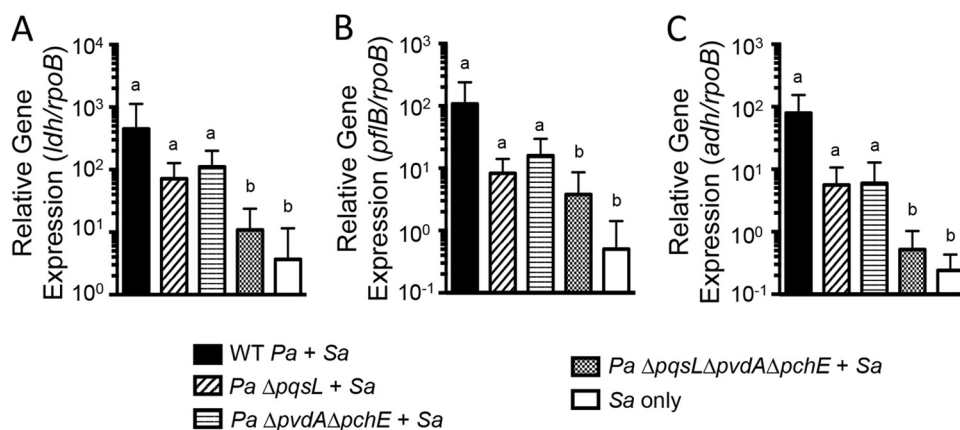 A
Relative Gene
Expression (ldh/rpoB)
10⁴
10³
10²
10¹
10⁰
a
a
a
b
b
B
Relative Gene
Expression (pflB/rpoB)
10³
10²
10¹
10⁰
10⁻¹
a
a
a
b
b
C
Relative Gene
Expression (adh/rpoB)
10³
10²
10¹
10⁰
10⁻¹
a
a
a
b
b
WT Pa + Sa
Pa ΔpqsL + Sa
Pa ΔpvdAΔpchE + Sa
Pa ΔpqsLΔpvdAΔpchE + Sa
Sa only